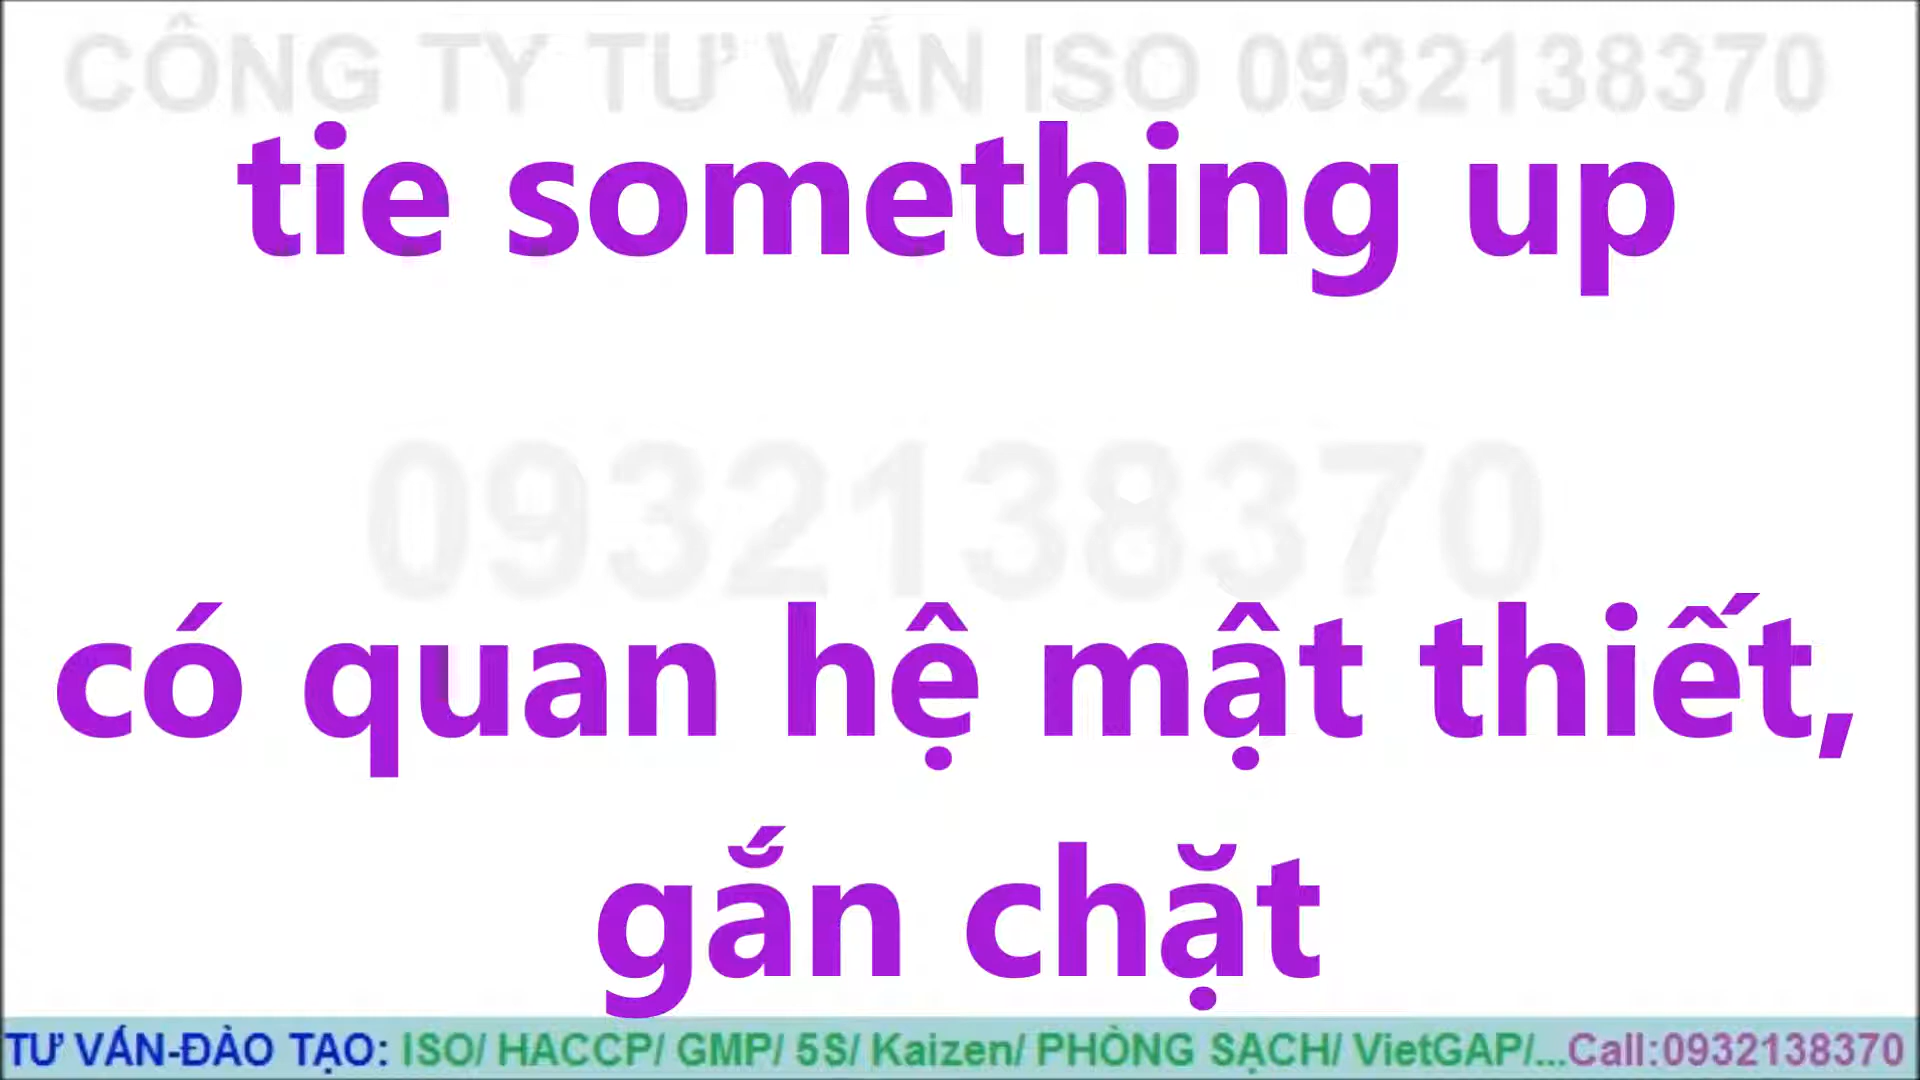 CÔNG TY TƯ VẤN ISO 0932138370
tie something up
0932138370
có quan hệ mật thiết,
gắn chặt
TƯ VẤN-ĐÀO TẠO: ISO/ HACCP/ GMP/ 5S/ Kaizen/ PHÒNG SẠCH/ VietGAP/...Call:0932138370